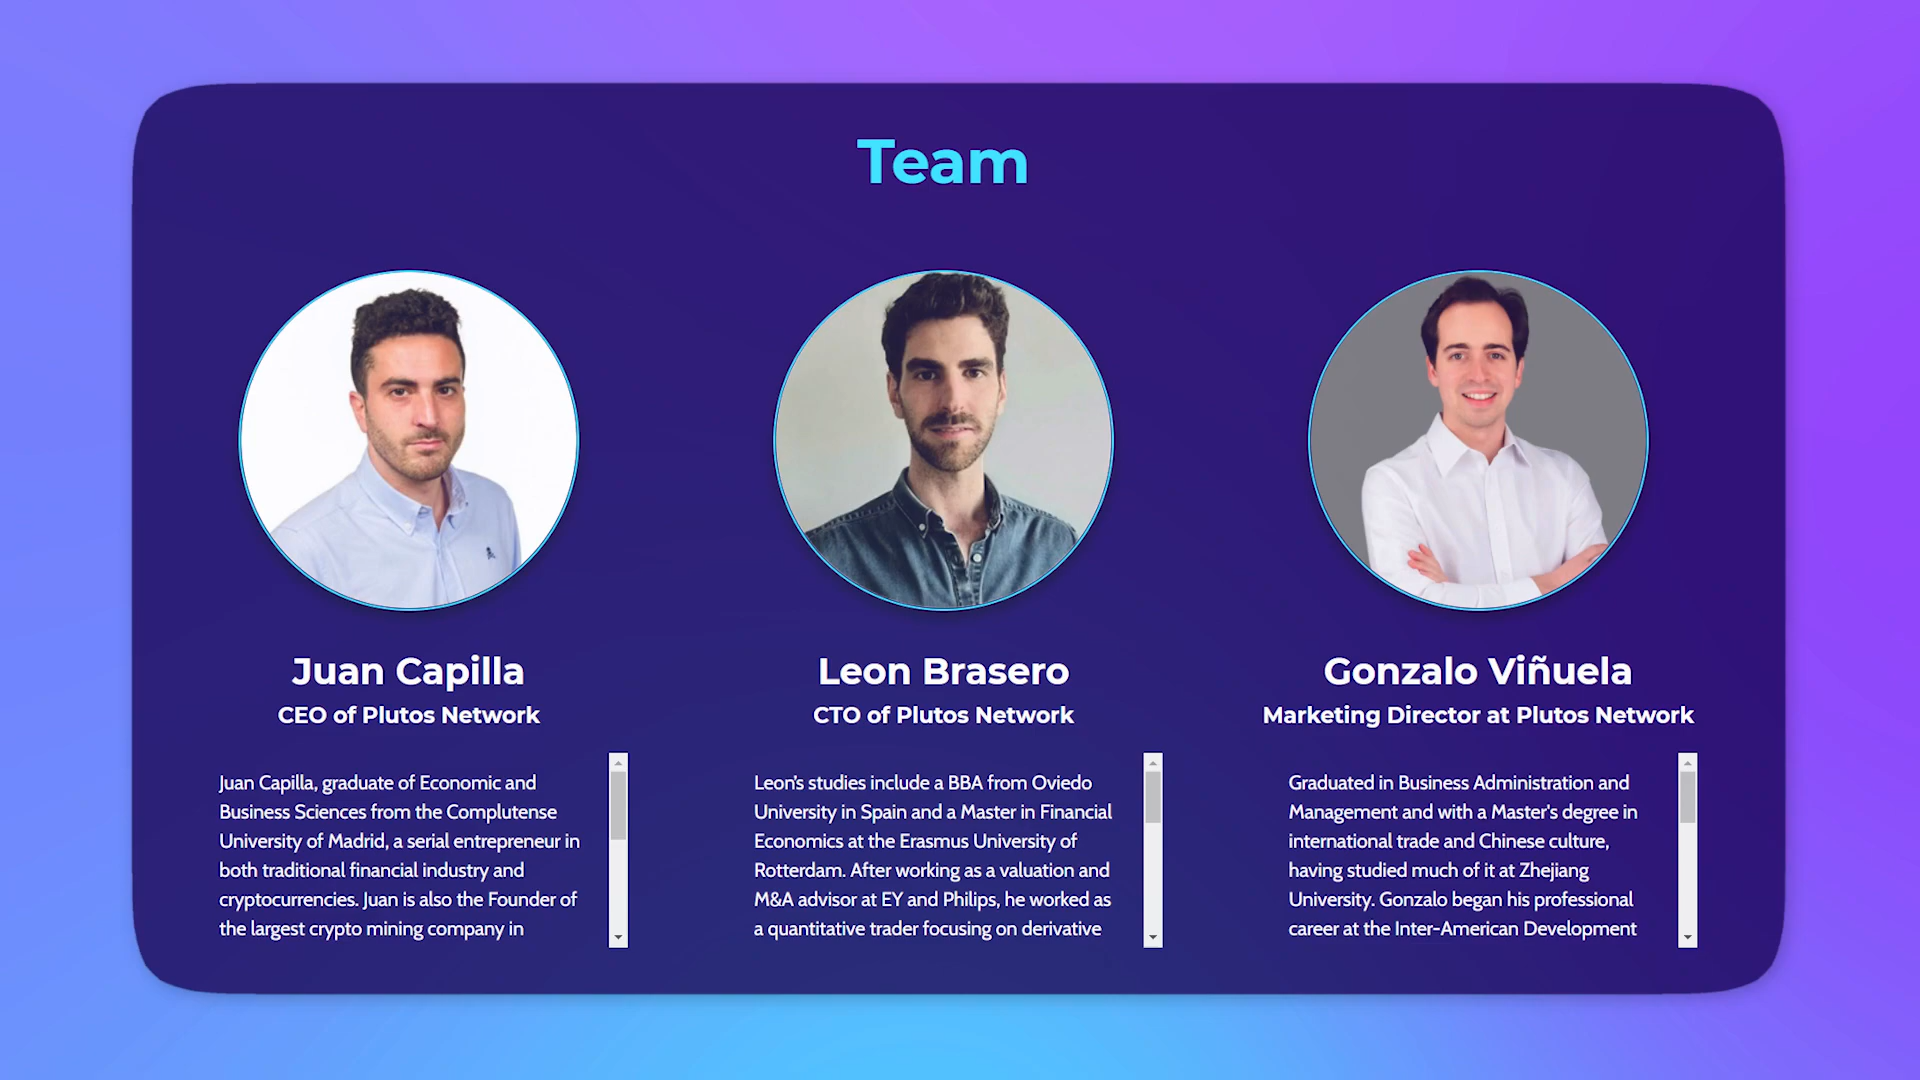 Team
Juan Capilla
CEO of Plutos Network
Juan Capilla, graduate of Economic and
Business Sciences from the Complutense
University of Madrid, a serial entrepreneur in
both traditional financial industry and
cryptocurrencies. Juan is also the Founder of
the largest crypto mining company in
Leon Brasero
CTO of Plutos Network
Leon's studies include a BBA from Oviedo
University in Spain and a Master in Financial
Economics at the Erasmus University of
Rotterdam. After working as a valuation and
M&A advisor at EY and Philips, he worked as
a quantitative trader focusing on derivative
Gonzalo Viñuela
Marketing Director at Plutos Network
Graduated in Business Administration and
Management and with a Master's degree in
international trade and Chinese culture,
having studied much of it at Zhejiang
University. Gonzalo began his professional
career at the Inter-American Development